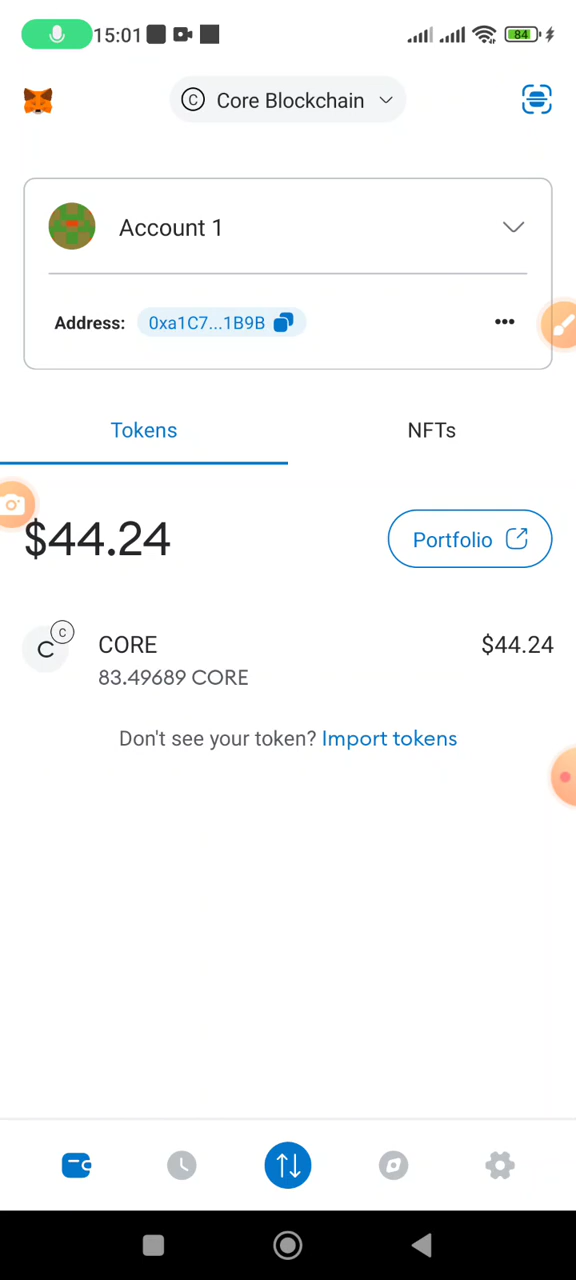 15:01
84
C Core Blockchain
Account 1
Address: 0xa1C7...1B9B
Tokens NFTs
$44.24
Portfolio
C
C
CORE $44.24
83.49689 CORE
Don't see your token? Import tokens